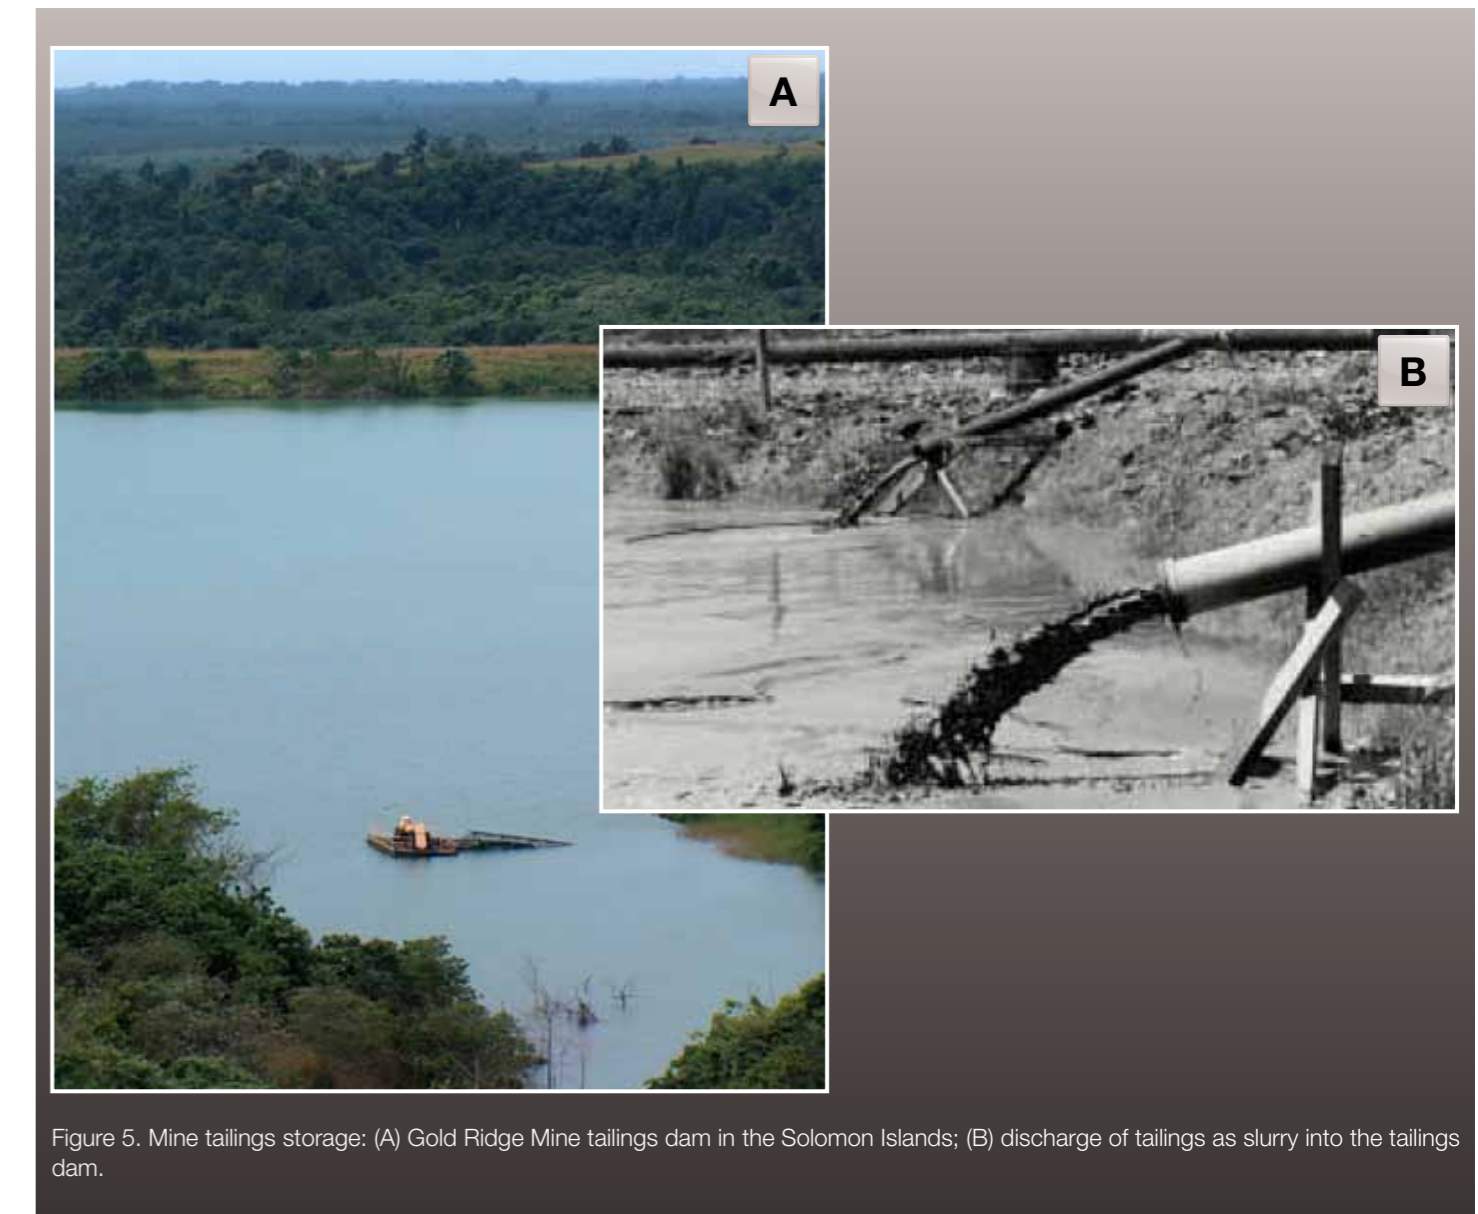 A
B
Figure 5. Mine tailings storage: (A) Gold Ridge Mine tailings dam in the Solomon Islands; (B) discharge of tailings as slurry into the tailings
dam.